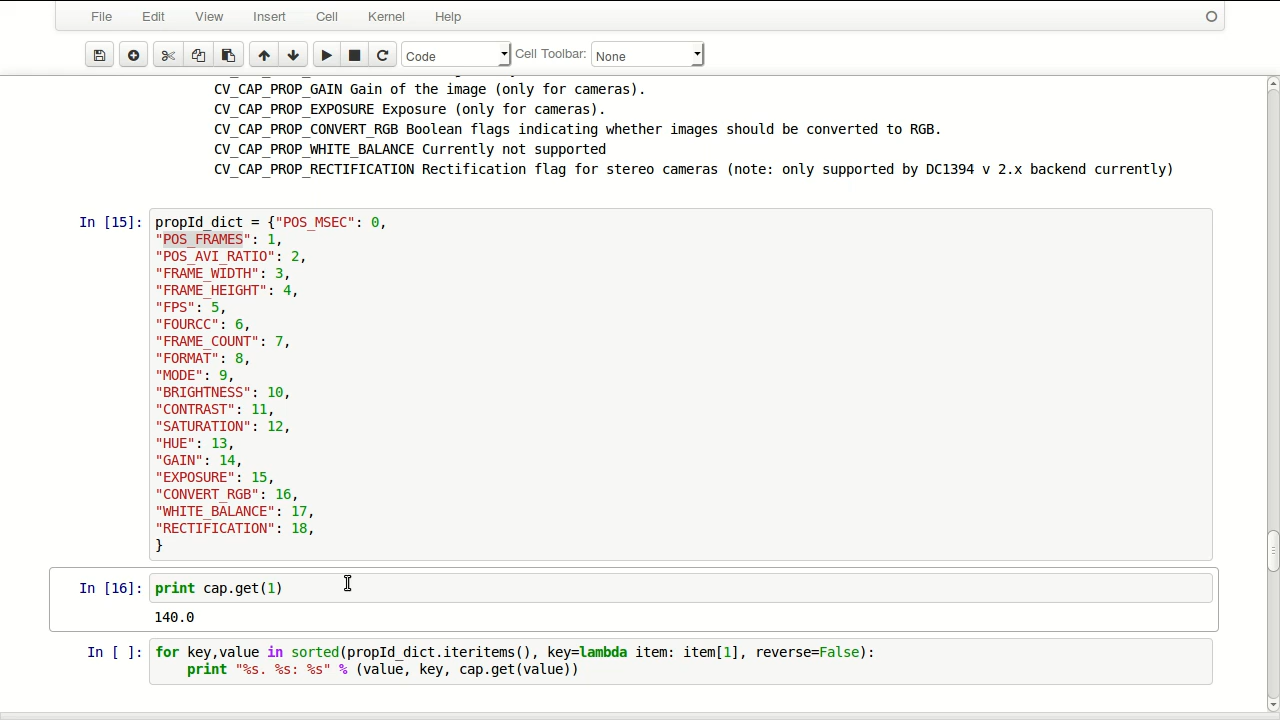 File Edit View Insert Cell Kernel Help
Code Cell Toolbar: None
CV_CAP_PROP_GAIN Gain of the image (only for cameras).
CV_CAP_PROP_EXPOSURE Exposure (only for cameras).
CV_CAP_PROP_CONVERT_RGB Boolean flags indicating whether images should be converted to RGB.
CV_CAP_PROP_WHITE_BALANCE Currently not supported
CV_CAP_PROP_RECTIFICATION Rectification flag for stereo cameras (note: only supported by DC1394 v 2.x backend currently)
In [15]: propId_dict = {"POS_MSEC": 0,
"POS_FRAMES": 1,
"POS_AVI_RATIO": 2,
"FRAME_WIDTH": 3,
"FRAME_HEIGHT": 4,
"FPS": 5,
"FOURCC": 6,
"FRAME_COUNT": 7,
"FORMAT": 8,
"MODE": 9,
"BRIGHTNESS": 10,
"CONTRAST": 11,
"SATURATION": 12,
"HUE": 13,
"GAIN": 14,
"EXPOSURE": 15,
"CONVERT_RGB": 16,
"WHITE_BALANCE": 17,
"RECTIFICATION": 18,
}
In [16]: print cap.get(1)
140.0
In [ ]: for key,value in sorted(propId_dict.iteritems(), key=lambda item: item[1], reverse=False):
print "%s. %s: %s" % (value, key, cap.get(value))